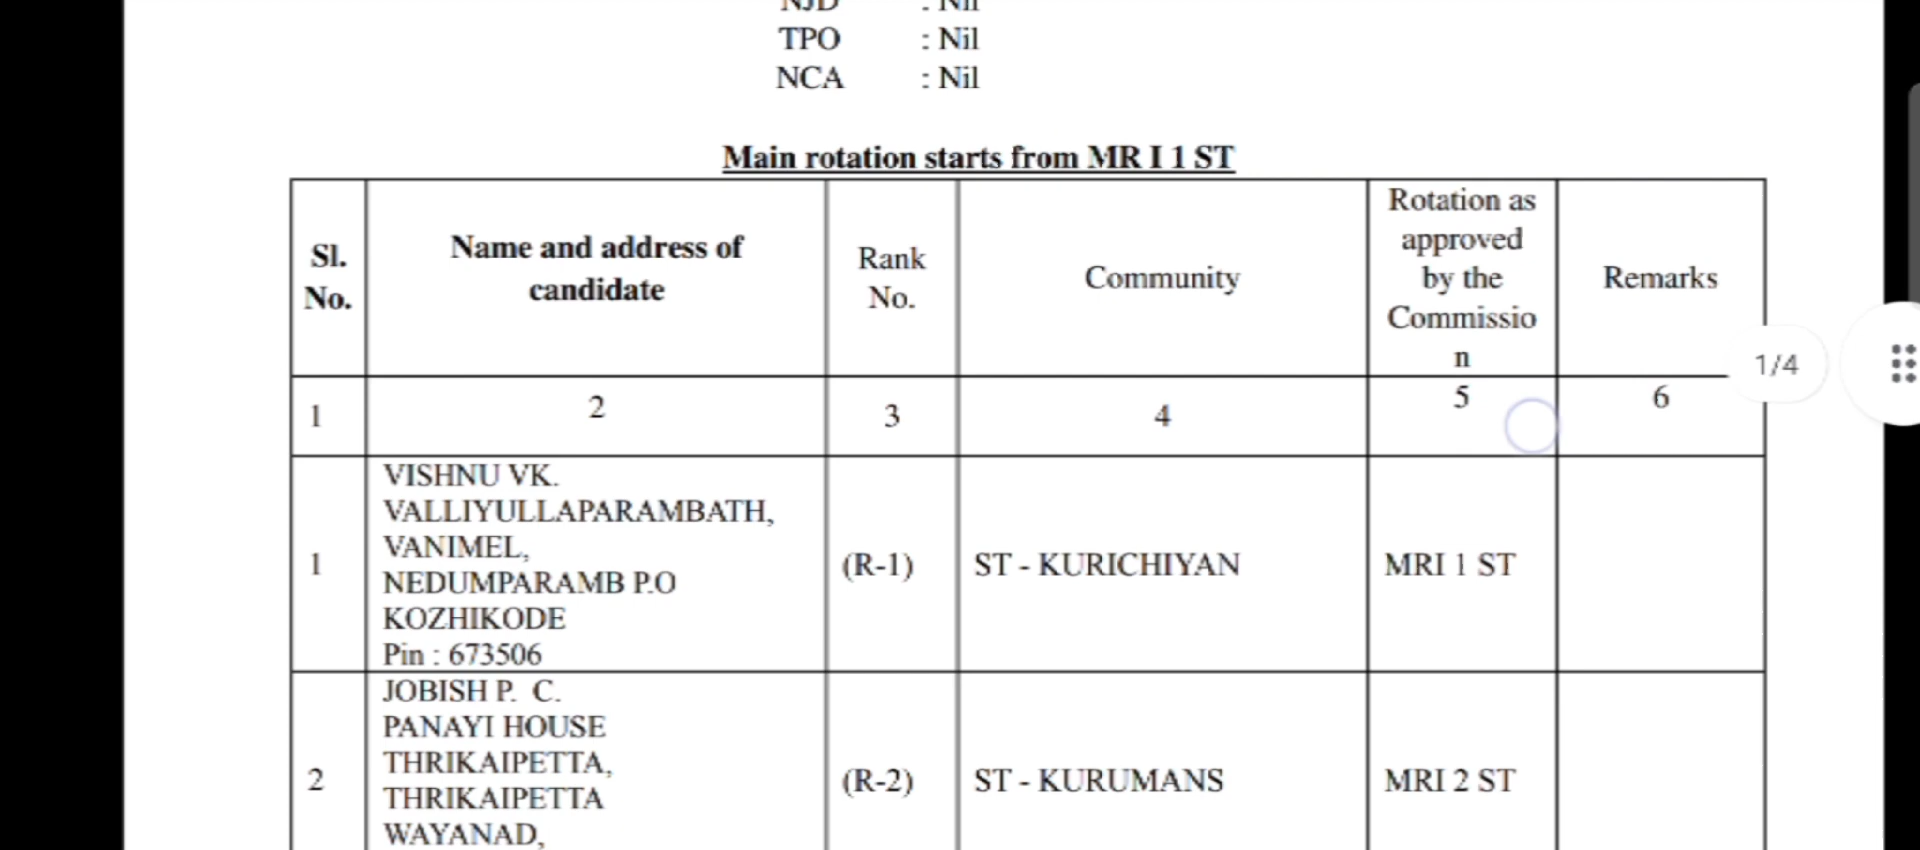 NJD : Nil
TPO : Nil
NCA : Nil
Main rotation starts from MR I 1 ST
Sl. No.
Name and address of candidate
Rank No.
Community
Rotation as approved by the Commissio n
Remarks
1 2 3 4 5 6
1
VISHNU VK.
VALLIYULLAPARAMBATH,
VANIMEL,
NEDUMPARAMB P.O
KOZHIKODE
Pin : 673506
(R-1)
ST - KURICHIYAN
MRI 1 ST
2
JOBISH P. C.
PANAYI HOUSE
THRIKAIPETTA,
THRIKAIPETTA
WAYANAD,
(R-2)
ST - KURUMANS
MRI 2 ST
1/4